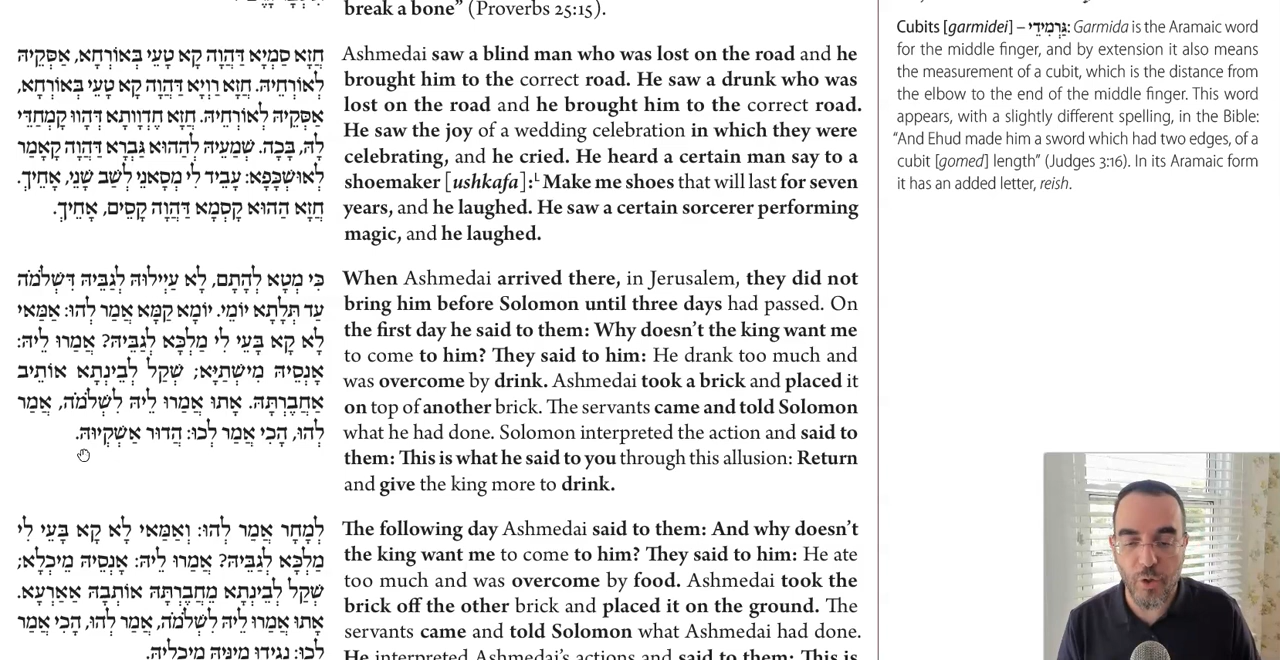 break a bone” (Proverbs 25:15).
חֲזָא סַמְיָא דַּהֲוָה קָא טָעֵי בְּאוֹרְחָא, אַסְּקֵיהּ
לְאוֹרְחֵיהּ. חֲזָא רַוְיָא דַּהֲוָה קָא טָעֵי בְּאוֹרְחָא,
אַסְּקֵיהּ לְאוֹרְחֵיהּ. חֲזָא חֶדְוָותָא דְּהָווּ קָמְחַדֵּי
לַהּ, בָּכָה. שַׁמְעֵיהּ לְהָהוּא גַּבְרָא דַּהֲוָה קָאָמַר
לְאוּשְׁכָּפָא: עֲבֵיד לִי מְסָאנֵי לְשַׁב שְׁנֵי, אַחֵיךְ.
חֲזָא הַהוּא קָסָמָא דַּהֲוָה קָסֵים, אַחֵיךְ.
Ashmedai saw a blind man who was lost on the road and he
brought him to the correct road. He saw a drunk who was
lost on the road and he brought him to the correct road.
He saw the joy of a wedding celebration in which they were
celebrating, and he cried. He heard a certain man say to a
shoemaker [ushkafa]:L Make me shoes that will last for seven
years, and he laughed. He saw a certain sorcerer performing
magic, and he laughed.
כִּי מְטָא לְהָתָם, לָא עַיְּילוּהּ לְגַבֵּיהּ דִּשְׁלֹמֹה
עַד תְּלָתָא יוֹמֵי. יוֹמָא קַמָּא אֲמַר לְהוּ: אַמַּאי
לָא קָא בָּעֵי לִי מַלְכָּא לְגַבֵּיהּ? אֲמַרוּ לֵיהּ:
אַנְסֵיהּ מִישְׁתְּיָא; שְׁקַל לְבֵינְתָּא אוֹתֵיב
אַחֲבֶרְתַּהּ. אֲתוֹ אֲמַרוּ לֵיהּ לִשְׁלֹמֹה, אֲמַר
לְהוּ, הָכִי אֲמַר לְכוּ: הֲדוּר אַשְׁקְיוּהּ.
When Ashmedai arrived there, in Jerusalem, they did not
bring him before Solomon until three days had passed. On
the first day he said to them: Why doesn’t the king want me
to come to him? They said to him: He drank too much and
was overcome by drink. Ashmedai took a brick and placed it
on top of another brick. The servants came and told Solomon
what he had done. Solomon interpreted the action and said to
them: This is what he said to you through this allusion: Return
and give the king more to drink.
לְמָחָר אֲמַר לְהוּ: וְאַמַּאי לָא קָא בָּעֵי לִי
מַלְכָּא לְגַבֵּיהּ? אֲמַרוּ לֵיהּ: אַנְסֵיהּ מֵיכְלָא;
שְׁקַל לְבֵינְתָּא מֵחֲבֶרְתַּהּ אוֹתְבַהּ אַאַרְעָא.
אֲתוֹ אֲמַרוּ לֵיהּ לִשְׁלֹמֹה, אֲמַר לְהוּ, הָכִי אֲמַר
לְכוּ: נְגִידוּ מִינֵּיהּ מֵיכְלֵיהּ.
The following day Ashmedai said to them: And why doesn’t
the king want me to come to him? They said to him: He ate
too much and was overcome by food. Ashmedai took the
brick off the other brick and placed it on the ground. The
servants came and told Solomon what Ashmedai had done.
He interpreted Ashmedai’s actions and said to them: This is
Cubits [garmidei] – גַּרְמִידֵי: Garmida is the Aramaic word
for the middle finger, and by extension it also means
the measurement of a cubit, which is the distance from
the elbow to the end of the middle finger. This word
appears, with a slightly different spelling, in the Bible:
“And Ehud made him a sword which had two edges, of a
cubit [gomed] length” (Judges 3:16). In its Aramaic form
it has an added letter, reish.